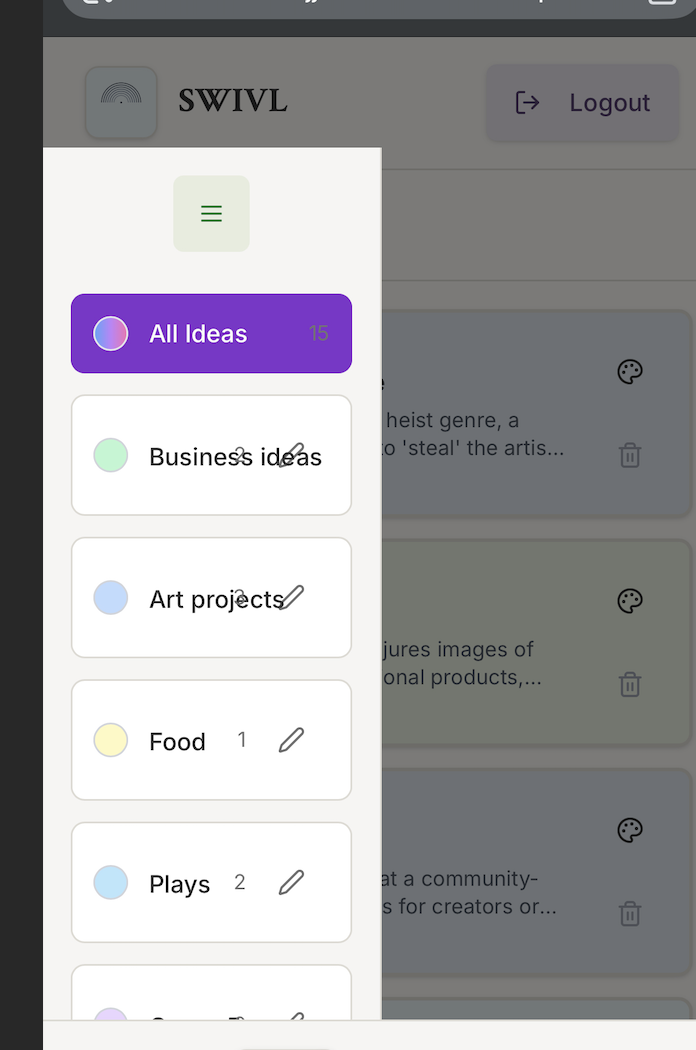 SWIVL
Logout
All Ideas 15
Business ideas 2
Art projects 3
Food 1
Plays 2
heist genre, a
to 'steal' the artis...
jures images of
onal products,...
at a community-
s for creators or...